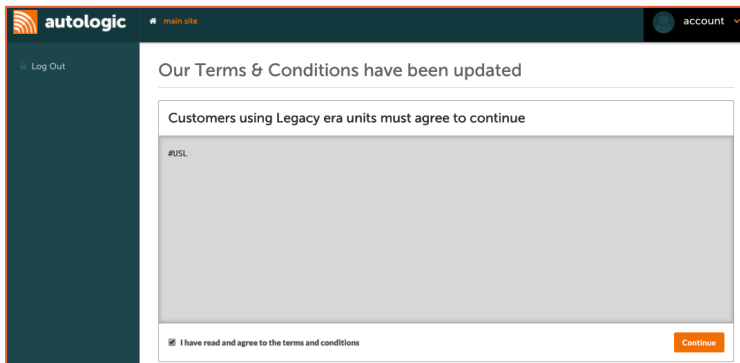 autologic
main site
account
Log Out
Our Terms & Conditions have been updated
Customers using Legacy era units must agree to continue
#USL
I have read and agree to the terms and conditions
Continue